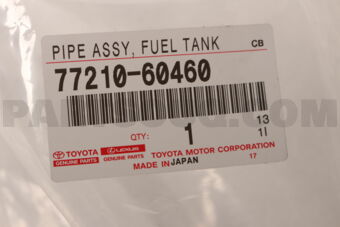 PIPE ASSY, FUEL TANK CB
77210-60460
QTY: 1 13
1I
TOYOTA LEXUS TOYOTA MOTOR CORPORATION
GENUINE PARTS GENUINE PARTS
MADE IN JAPAN 17